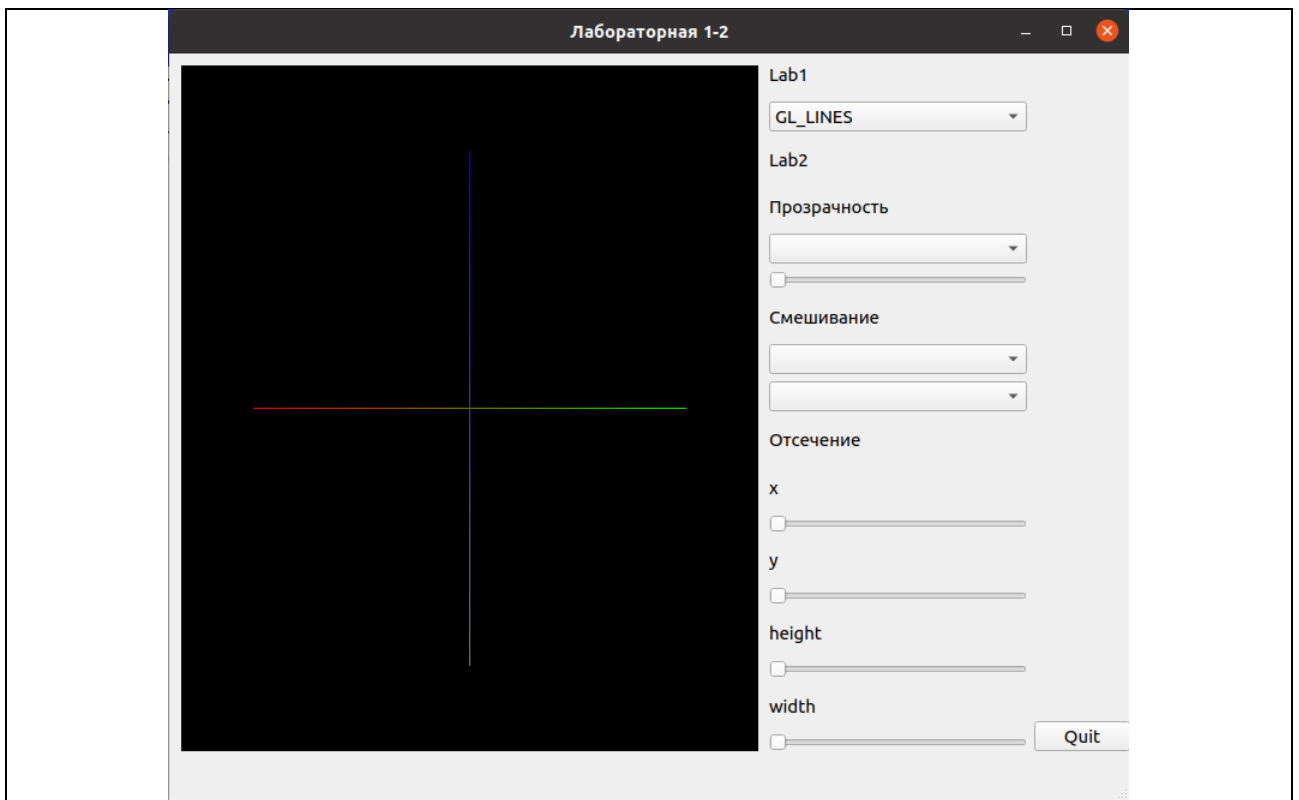 Лабораторная 1-2
Lab1
GL_LINES
Lab2
Прозрачность
Смешивание
Отсечение
x
y
height
width
Quit